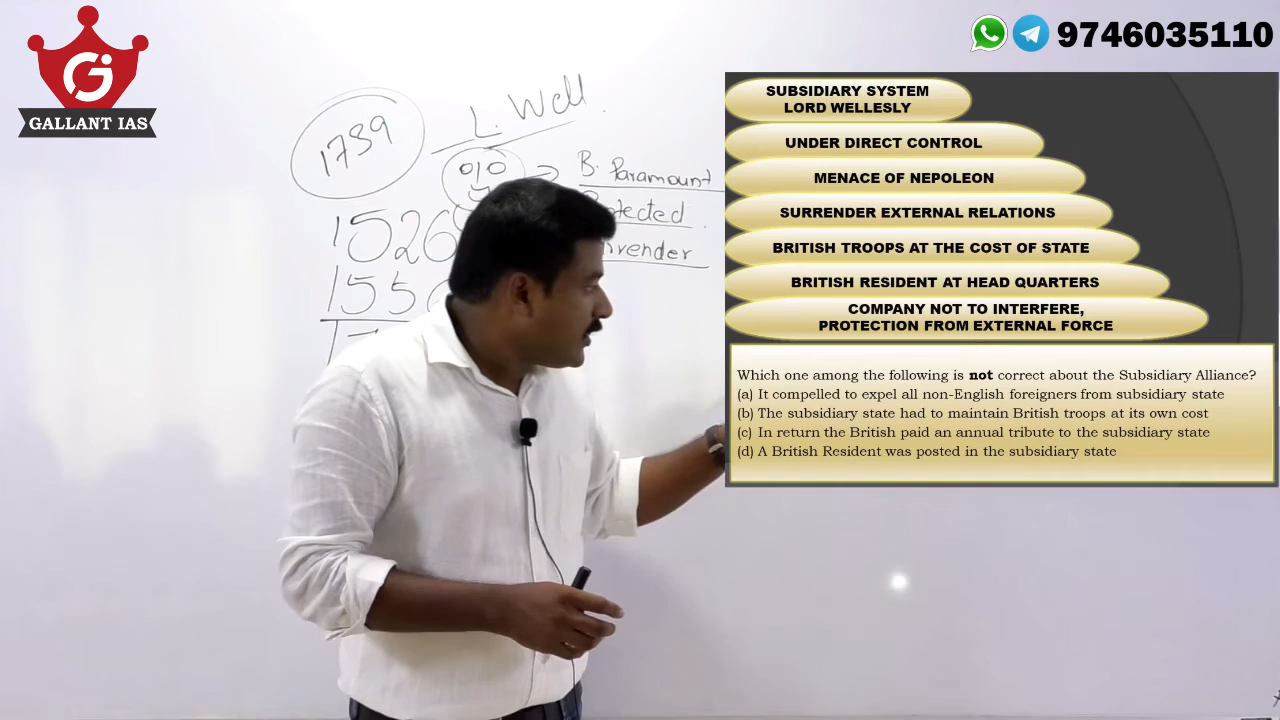 GALLANT IAS
9746035110
1739
L. Well
B. Paramount
1526
SUBSIDIARY SYSTEM
LORD WELLESLY
UNDER DIRECT CONTROL
MENACE OF NEPOLEON
SURRENDER EXTERNAL RELATIONS
BRITISH TROOPS AT THE COST OF STATE
BRITISH RESIDENT AT HEAD QUARTERS
COMPANY NOT TO INTERFERE,
PROTECTION FROM EXTERNAL FORCE
Which one among the following is not correct about the Subsidiary Alliance?
(a) It compelled to expel all non-English foreigners from subsidiary state
(b) The subsidiary state had to maintain British troops at its own cost
(c) In return the British paid an annual tribute to the subsidiary state
(d) A British Resident was posted in the subsidiary state